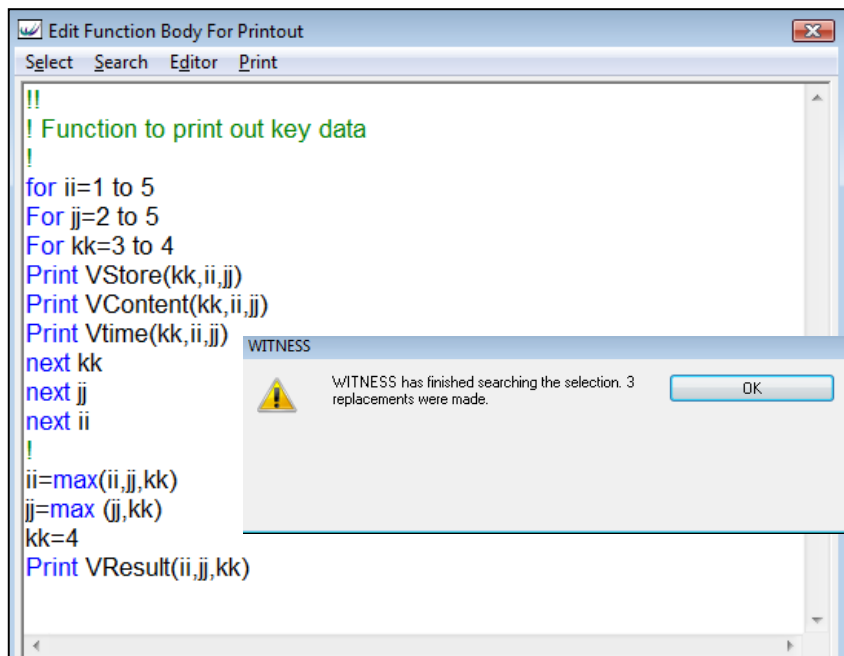 Edit Function Body For Printout
Select Search Editor Print
!!
! Function to print out key data
!
for ii=1 to 5
For jj=2 to 5
For kk=3 to 4
Print VStore(kk,ii,jj)
Print VContent(kk,ii,jj)
Print Vtime(kk,ii,jj)
next kk
next jj
next ii
!
ii=max(ii,jj,kk)
jj=max (jj,kk)
kk=4
Print VResult(ii,jj,kk)
WITNESS
WITNESS has finished searching the selection. 3
replacements were made.
OK